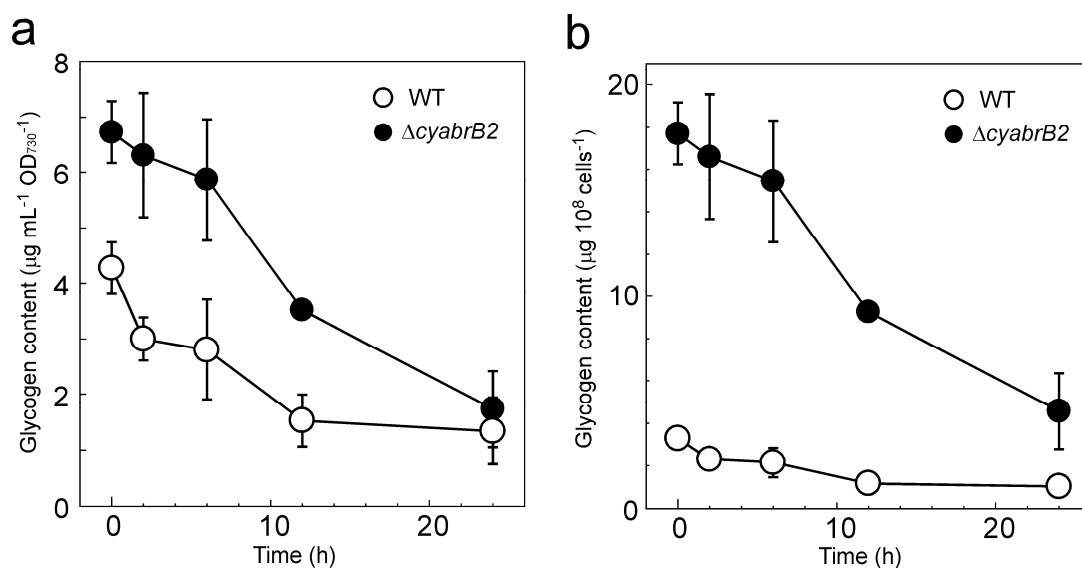 a
Glycogen content (µg mL⁻¹ OD₇₃₀⁻¹)
8
6
4
2
0
WT
ΔcyabrB2
0
10
20
Time (h)
b
Glycogen content (µg 10⁸ cells⁻¹)
20
10
0
WT
ΔcyabrB2
0
10
20
Time (h)